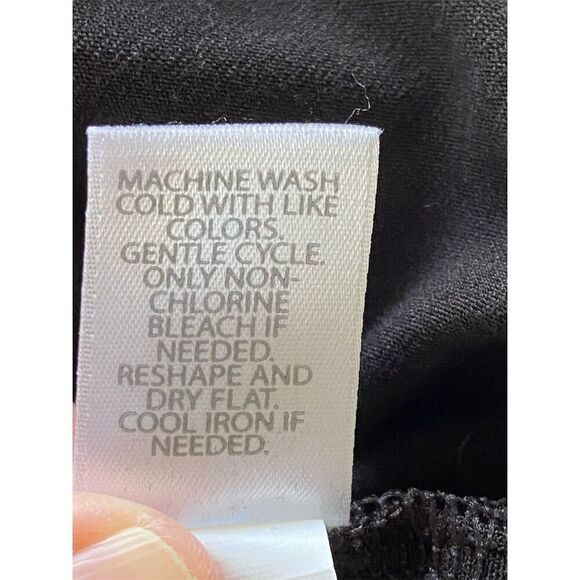 MACHINE WASH
COLD WITH LIKE
COLORS.
GENTLE CYCLE.
ONLY NON-
CHLORINE
BLEACH IF
NEEDED.
RESHAPE AND
DRY FLAT.
COOL IRON IF
NEEDED.